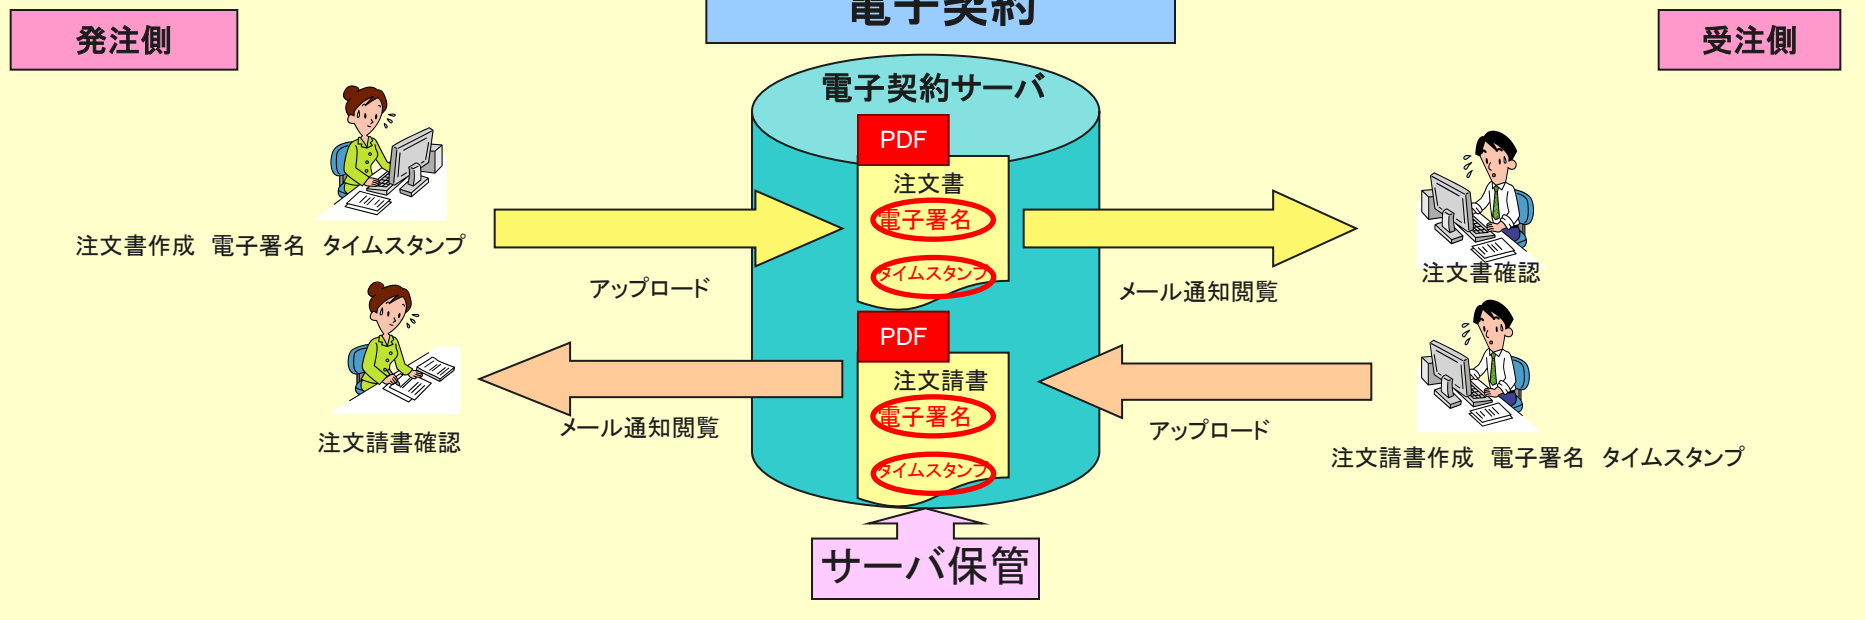 電子契約
発注側
受注側
電子契約サーバ
PDF
注文書
電子署名
タイムスタンプ
注文書作成 電子署名 タイムスタンプ
アップロード
メール通知閲覧
注文書確認
PDF
注文請書
電子署名
タイムスタンプ
注文請書確認
メール通知閲覧
アップロード
注文請書作成 電子署名 タイムスタンプ
サーバ保管